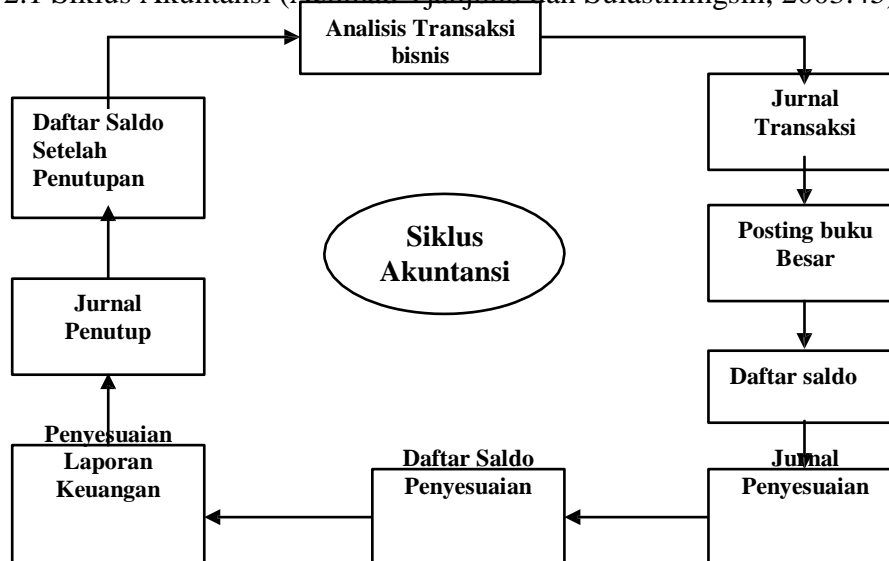 2.1 Siklus Akuntansi (
2003:
Analisis Transaksi
bisnis
Jurnal
Transaksi
Posting buku
Besar
Daftar saldo
Jurnal
Penyesuaian
Daftar Saldo
Penyesuaian
Penyesuaian
Laporan
Keuangan
Jurnal
Penutup
Daftar Saldo
Setelah
Penutupan
Siklus
Akuntansi